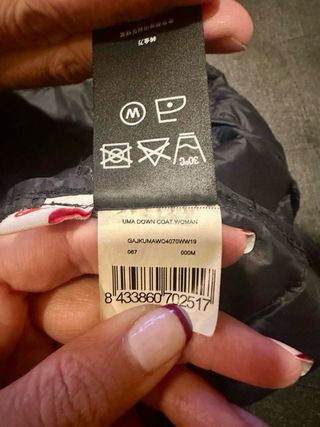 W
30°C
UMA DOWN COAT WOMAN
GAJKUMAWO4070WW19
067 000M
8 433860 702517